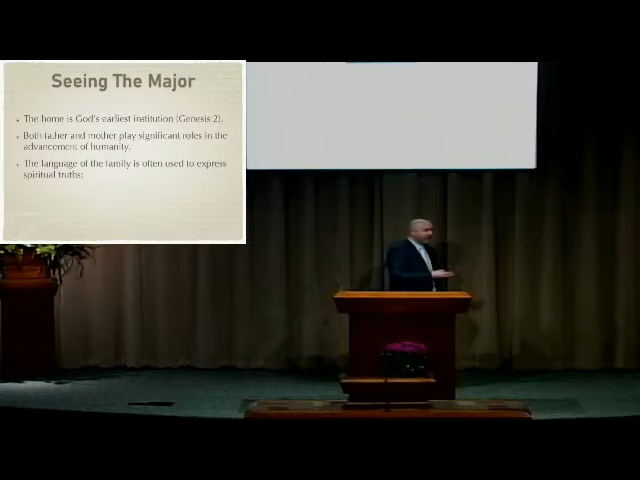 Seeing The Major
• The home is God's earliest institution (Genesis 2).
• Both father and mother play significant roles in the
advancement of humanity.
• The language of the family is often used to express
spiritual truths: